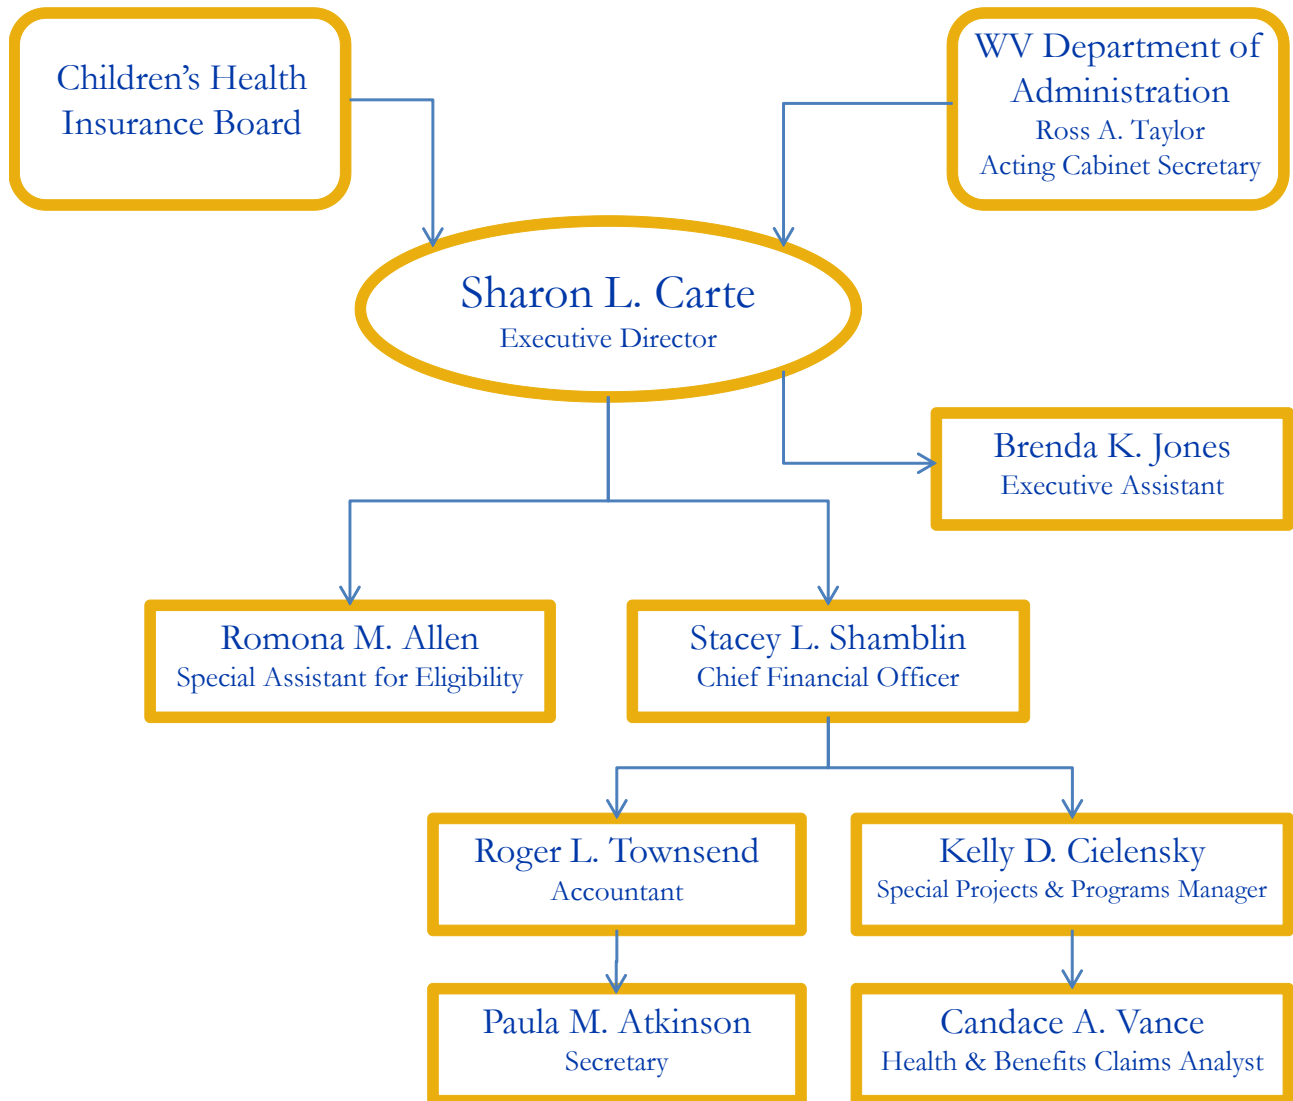 Children’s Health
Insurance Board
WV Department of
Administration
Ross A. Taylor
Acting Cabinet Secretary
Sharon L. Carte
Executive Director
Brenda K. Jones
Executive Assistant
Romona M. Allen
Special Assistant for Eligibility
Stacey L. Shamblin
Chief Financial Officer
Roger L. Townsend
Accountant
Kelly D. Cielensky
Special Projects & Programs Manager
Paula M. Atkinson
Secretary
Candace A. Vance
Health & Benefits Claims Analyst